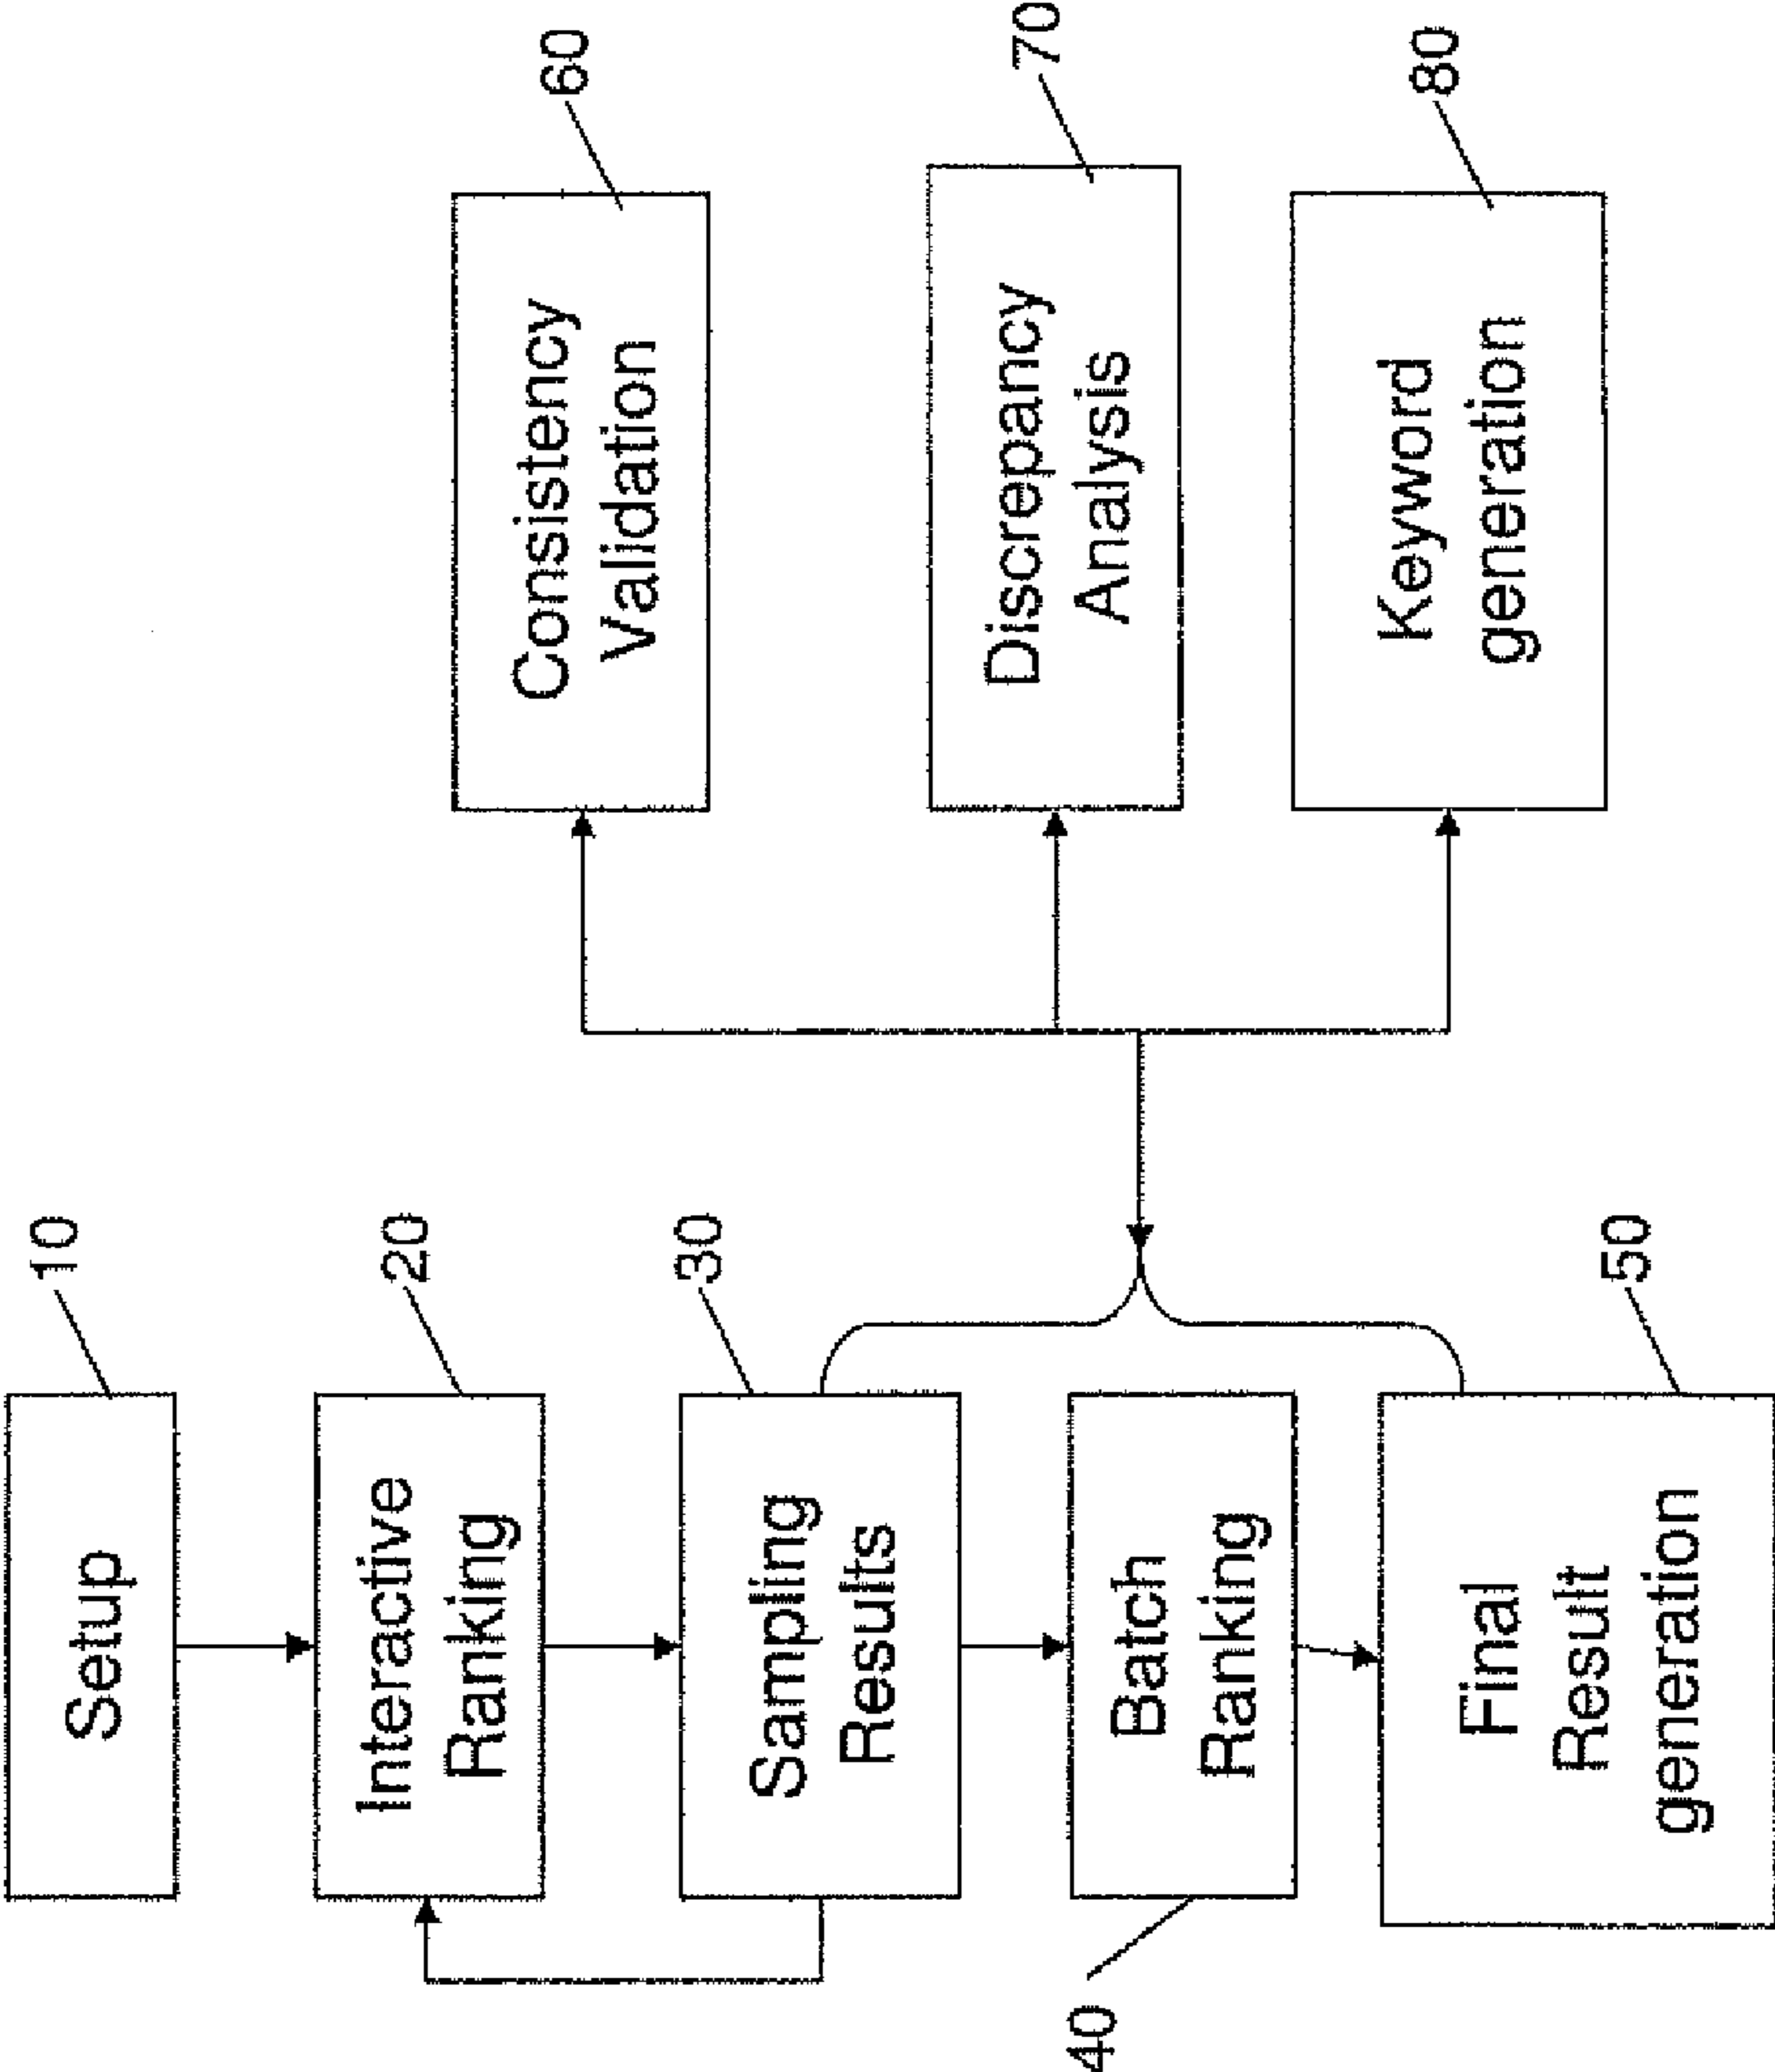 10
Setup
20
Interactive
Ranking
30
Sampling
Results
40
Batch
Ranking
50
Final
Result
generation
60
Consistency
Validation
70
Discrepancy
Analysis
80
Keyword
generation